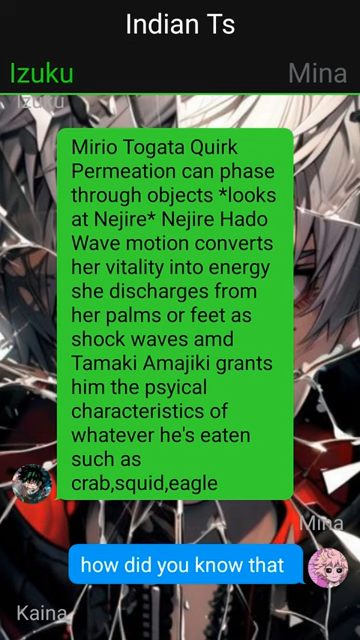 Indian Ts
Izuku
Mina
Izuku
Mirio Togata Quirk
Permeation can phase
through objects *looks
at Nejire* Nejire Hado
Wave motion converts
her vitality into energy
she discharges from
her palms or feet as
shock waves amd
Tamaki Amajiki grants
him the psyical
characteristics of
whatever he's eaten
such as
crab,squid,eagle
Mina
how did you know that
Kaina